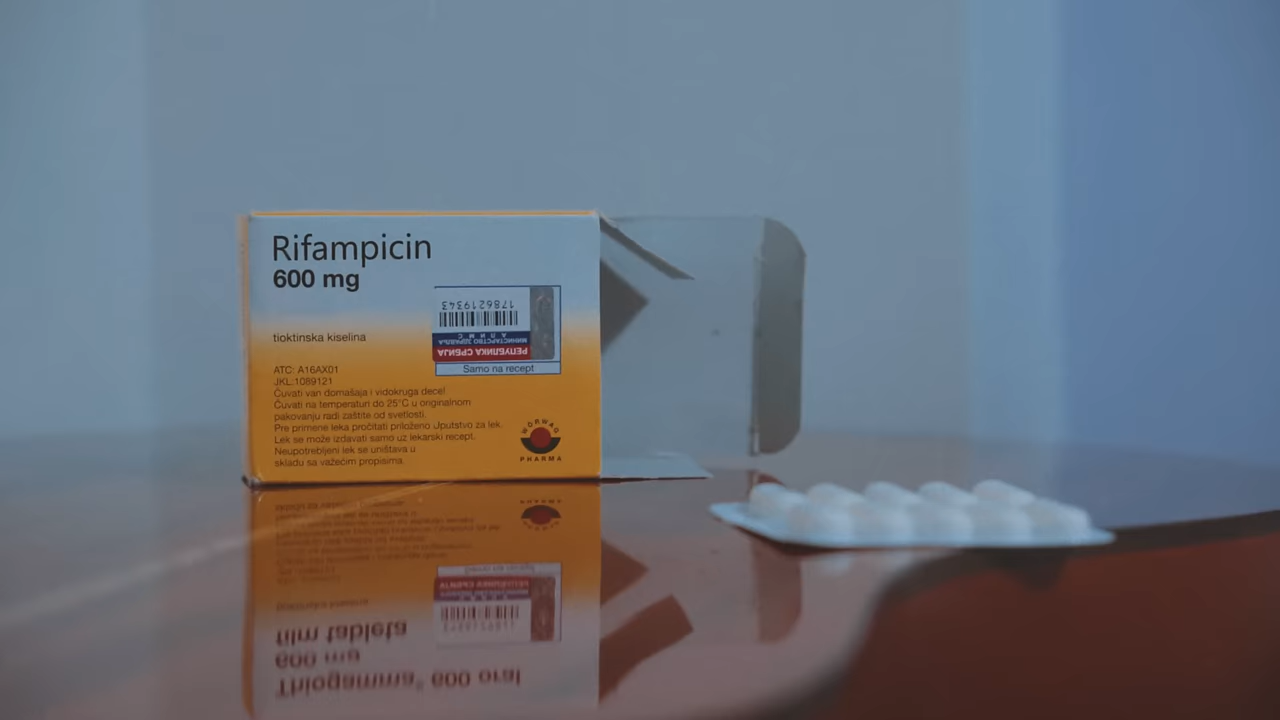 Rifampicin
600 mg
tioktinska kiselina
ATC: A16AX01
JKL:1089121
Čuvati van domašaja i vidokruga dece!
Čuvati na temperaturi do 25°C u originalnom
pakovanju radi zaštite od svetlosti.
Pre primene leka pročitati priloženo Uputstvo za lek.
Lek se može izdavati samo uz lekarski recept.
Neupotrebljeni lek se uništava u
skladu sa važećim propisima.
РЕПУБЛИКА СРБИЈА
МИНИСТАРСТВО ЗДРАВЉА
А Л И М С
1786219343
Samo na recept
WÖRWAG
PHARMA
film tableta
600 mg
Thiogamma® 600 oral